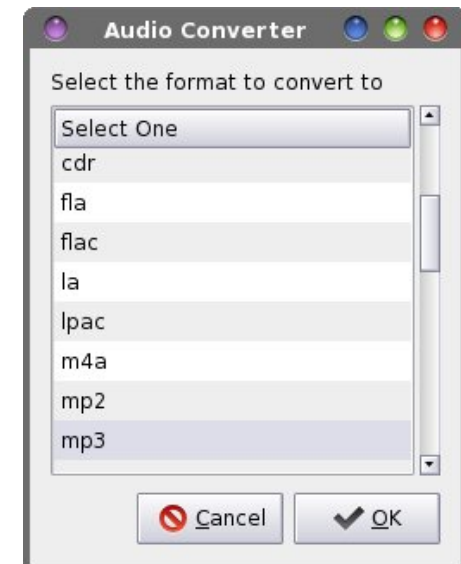 Audio Converter
Select the format to convert to
Select One
cdr
fla
flac
la
lpac
m4a
mp2
mp3
Cancel
OK